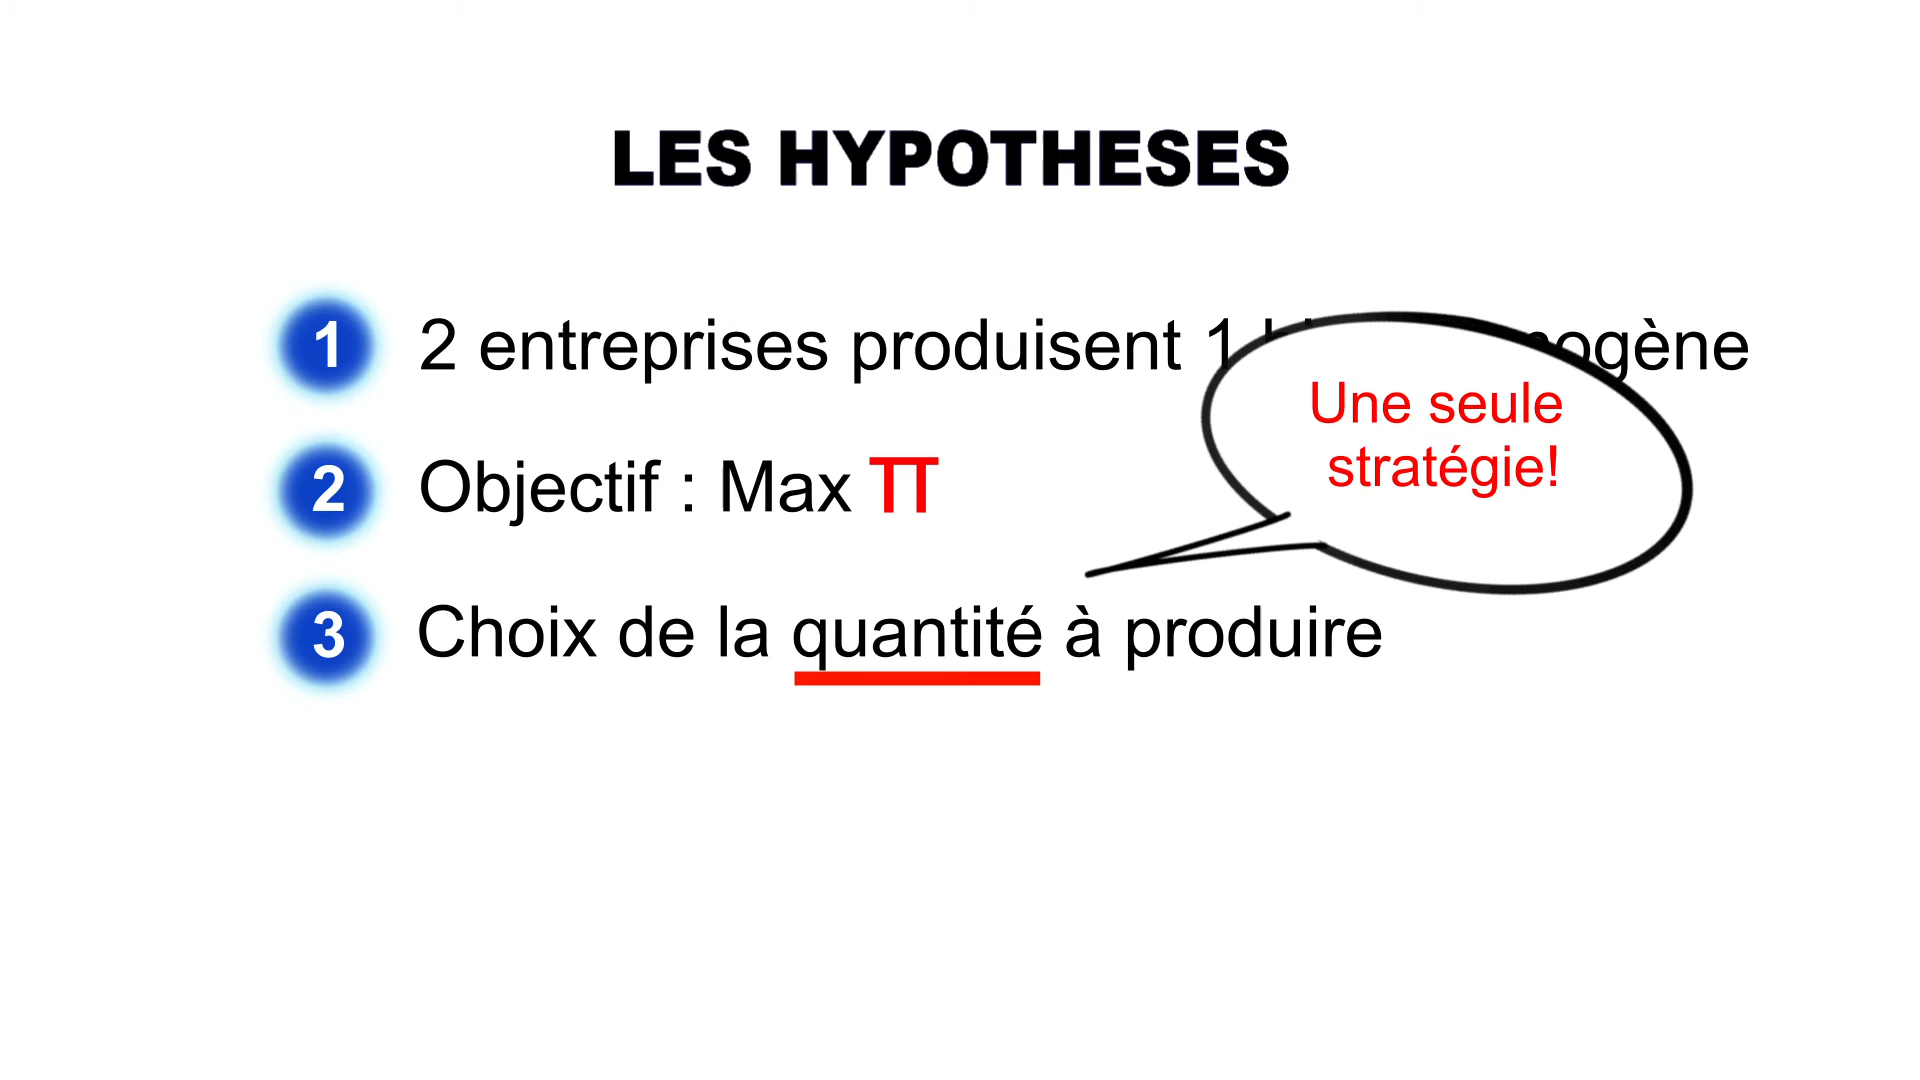 LES HYPOTHESES
1 2 entreprises produisent 1
Une seule
stratégie!
2 Objectif : Max π
3 Choix de la quantité à produire